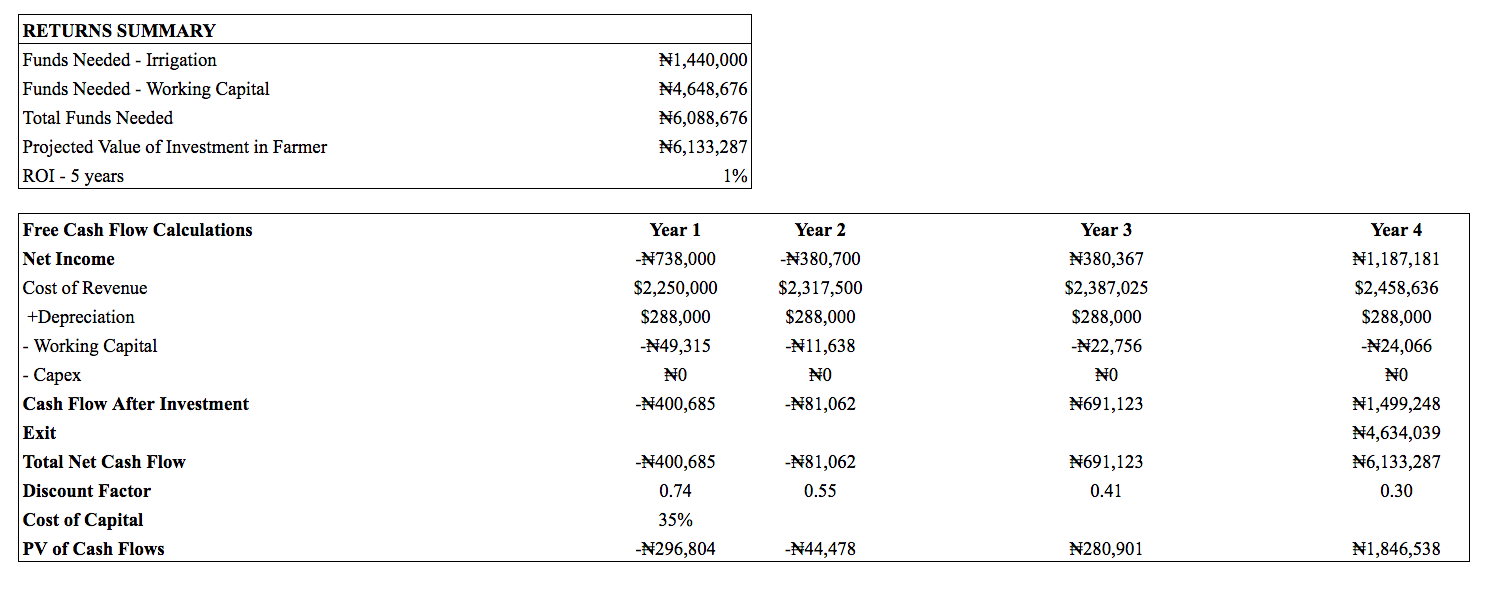 RETURNS SUMMARY
Funds Needed - Irrigation ₦1,440,000
Funds Needed - Working Capital ₦4,648,676
Total Funds Needed ₦6,088,676
Projected Value of Investment in Farmer ₦6,133,287
ROI - 5 years 1%
Free Cash Flow Calculations Year 1 Year 2 Year 3 Year 4
Net Income -₦738,000 -₦380,700 ₦380,367 ₦1,187,181
Cost of Revenue $2,250,000 $2,317,500 $2,387,025 $2,458,636
+Depreciation $288,000 $288,000 $288,000 $288,000
- Working Capital -₦49,315 -₦11,638 -₦22,756 -₦24,066
- Capex ₦0 ₦0 ₦0 ₦0
Cash Flow After Investment -₦400,685 -₦81,062 ₦691,123 ₦1,499,248
Exit ₦4,634,039
Total Net Cash Flow -₦400,685 -₦81,062 ₦691,123 ₦6,133,287
Discount Factor 0.74 0.55 0.41 0.30
Cost of Capital 35%
PV of Cash Flows -₦296,804 -₦44,478 ₦280,901 ₦1,846,538